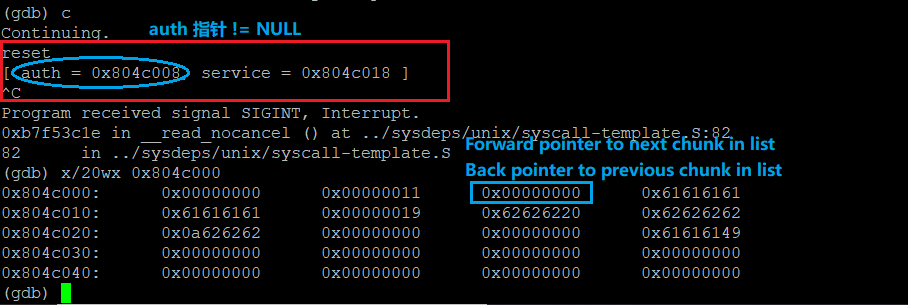 (gdb) c
Continuing.
auth 指针 != NULL
reset
[ auth = 0x804c008, service = 0x804c018 ]
^C
Program received signal SIGINT, Interrupt.
0xb7f53c1e in __read_nocancel () at ../sysdeps/unix/syscall-template.S:82
82 in ../sysdeps/unix/syscall-template.S
Forward pointer to next chunk in list
Back pointer to previous chunk in list
(gdb) x/20wx 0x804c000
0x804c000: 0x00000000 0x00000011 0x00000000 0x61616161
0x804c010: 0x61616161 0x00000019 0x62626220 0x62626262
0x804c020: 0x0a626262 0x00000000 0x00000000 0x61616149
0x804c030: 0x00000000 0x00000000 0x00000000 0x00000000
0x804c040: 0x00000000 0x00000000 0x00000000 0x00000000
(gdb)